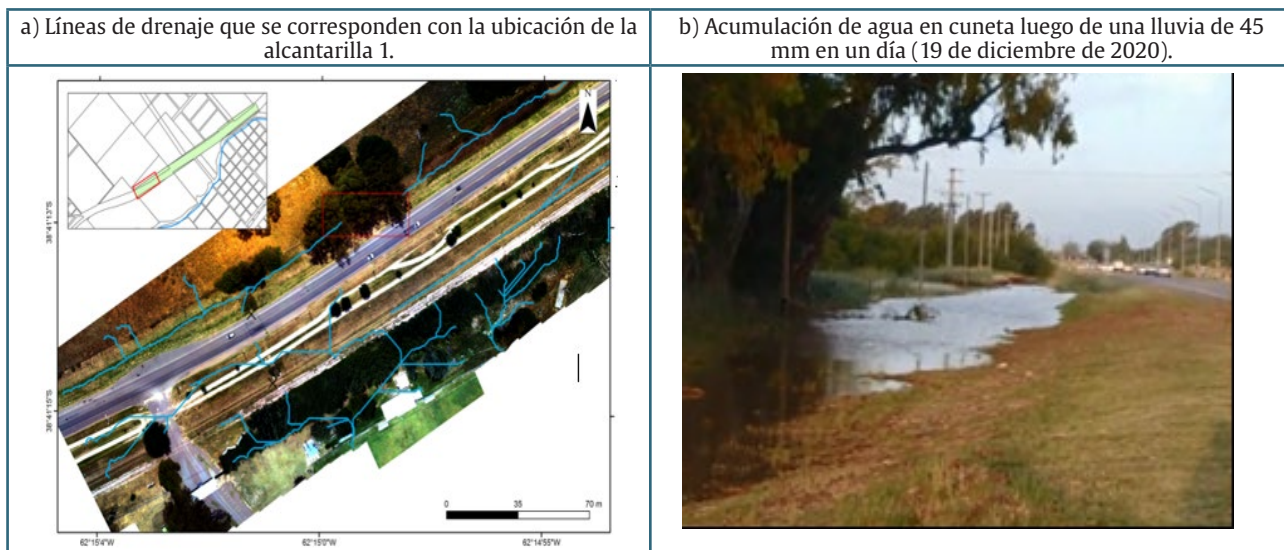 a) Líneas de drenaje que se corresponden con la ubicación de la
alcantarilla 1.
b) Acumulación de agua en cuneta luego de una lluvia de 45
mm en un día (19 de diciembre de 2020).
N
38°41'13"S
38°41'15"S
0 35 70 m
62°15'4"W
62°15'0"W
62°14'55"W